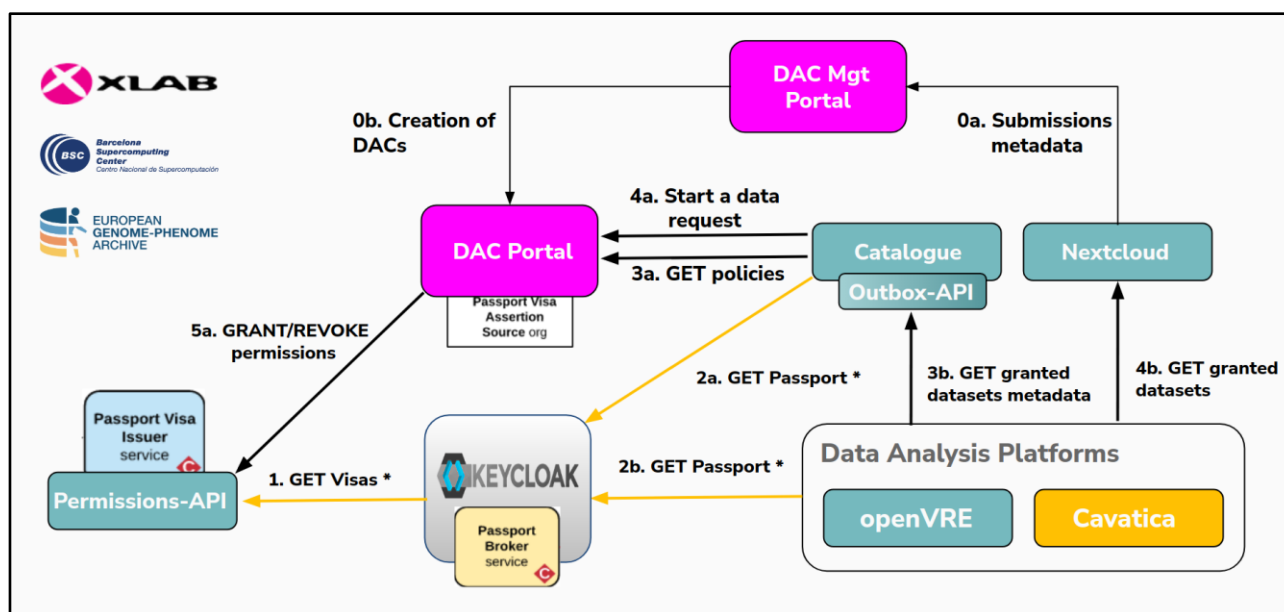 XLAB
DAC Mgt
Portal
0b. Creation of
DACs
0a. Submissions
metadata
BSC
Barcelona
Supercomputing
Center
Centro Nacional de Supercomputación
EUROPEAN
GENOME-PHENOME
ARCHIVE
4a. Start a data
request
DAC Portal
3a. GET policies
Catalogue
Outbox-API
Nextcloud
Passport Visa
Assertion
Source org
5a. GRANT/REVOKE
permissions
2a. GET Passport *
3b. GET granted
datasets metadata
4b. GET granted
datasets
Passport Visa
Issuer
service
C
Permissions-API
1. GET Visas *
KEYCLOAK
Passport
Broker
service
C
2b. GET Passport *
Data Analysis Platforms
openVRE
Cavatica